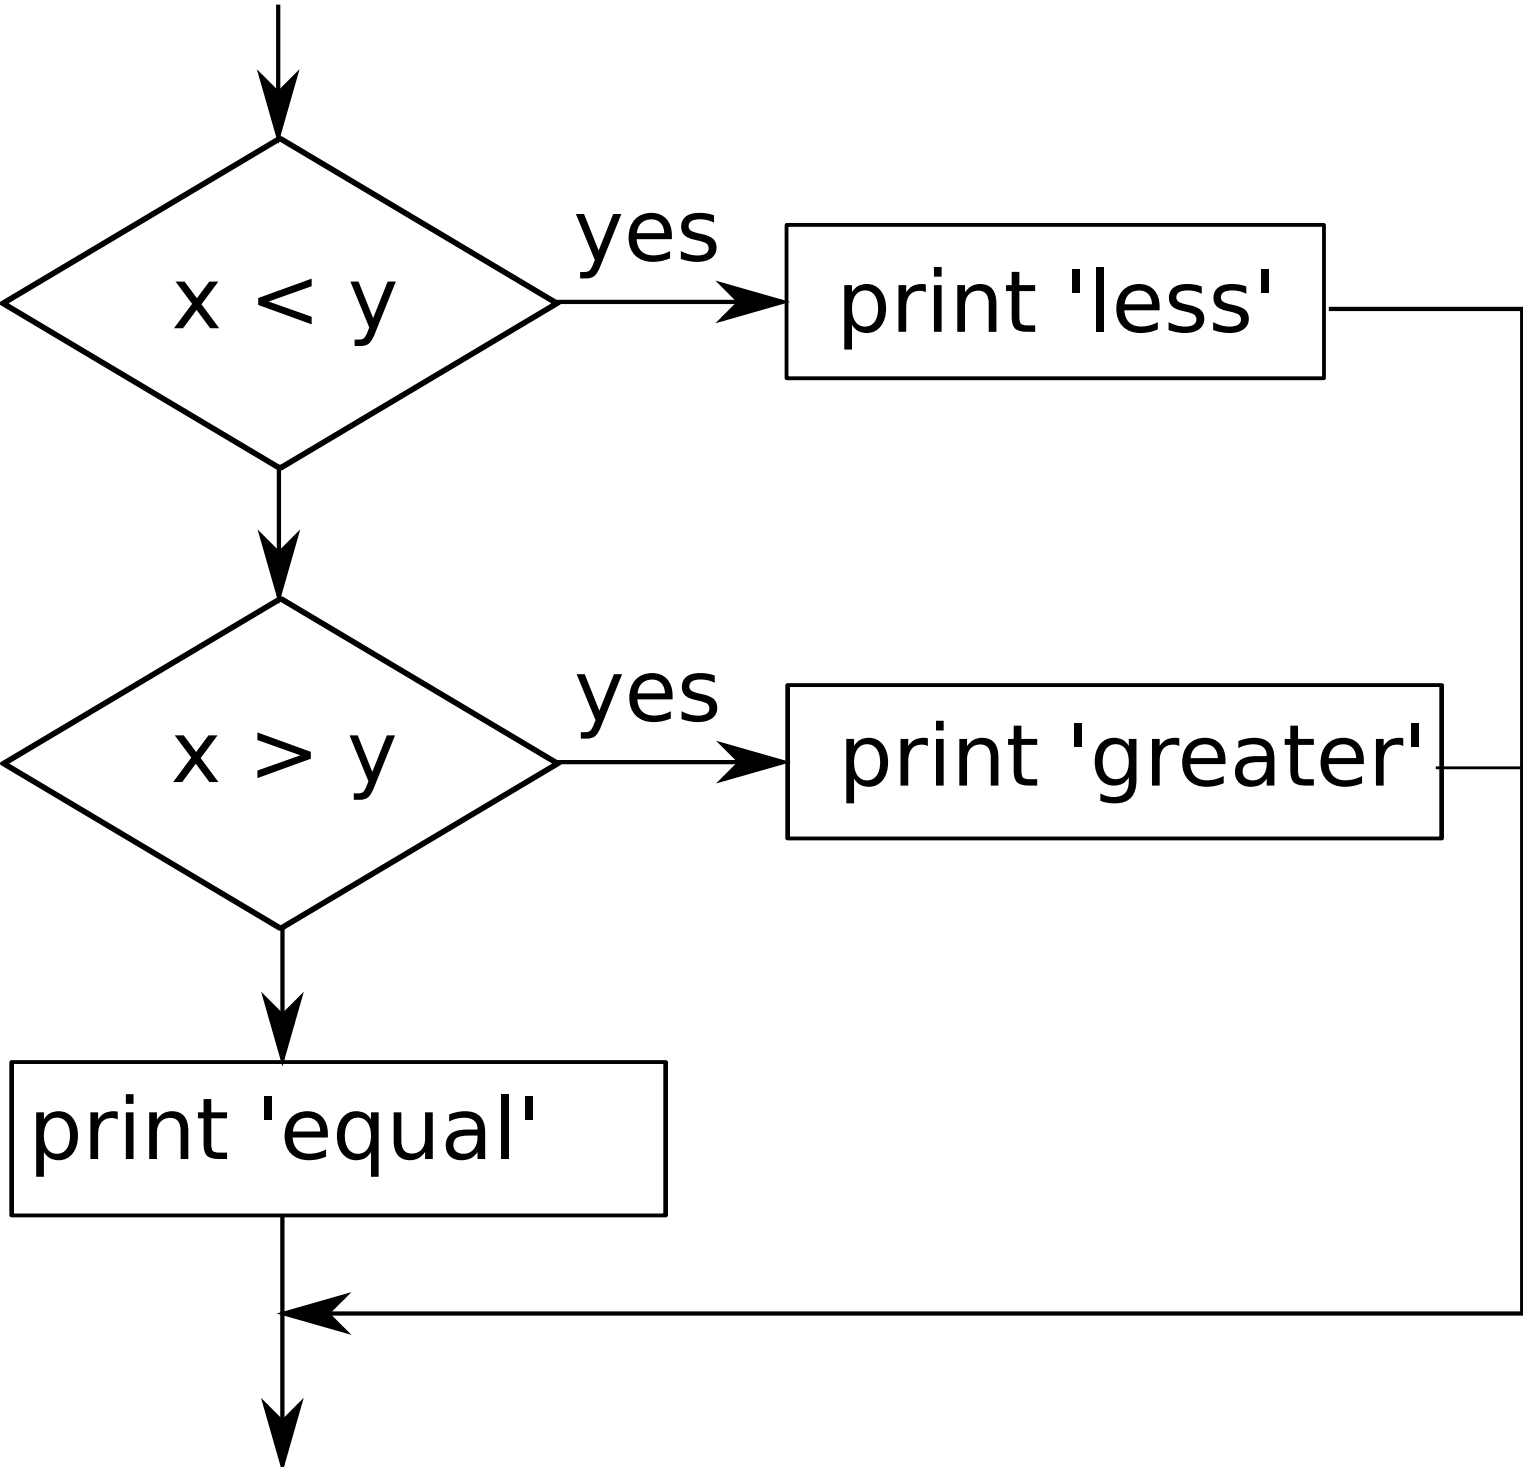 x < y
yes
print 'less'
x > y
yes
print 'greater'
print 'equal'